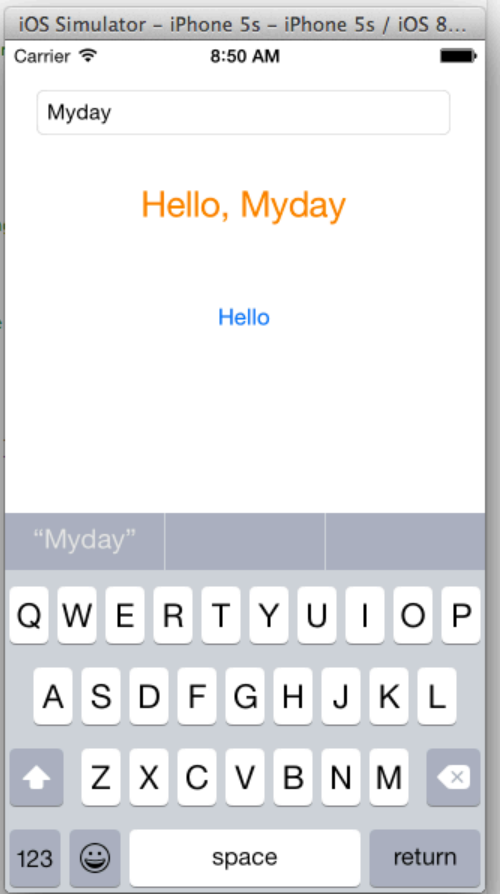 iOS Simulator – iPhone 5s – iPhone 5s / iOS 8...
Carrier 8:50 AM
Myday
Hello, Myday
Hello
“Myday”
Q W E R T Y U I O P
A S D F G H J K L
Z X C V B N M
123 space return